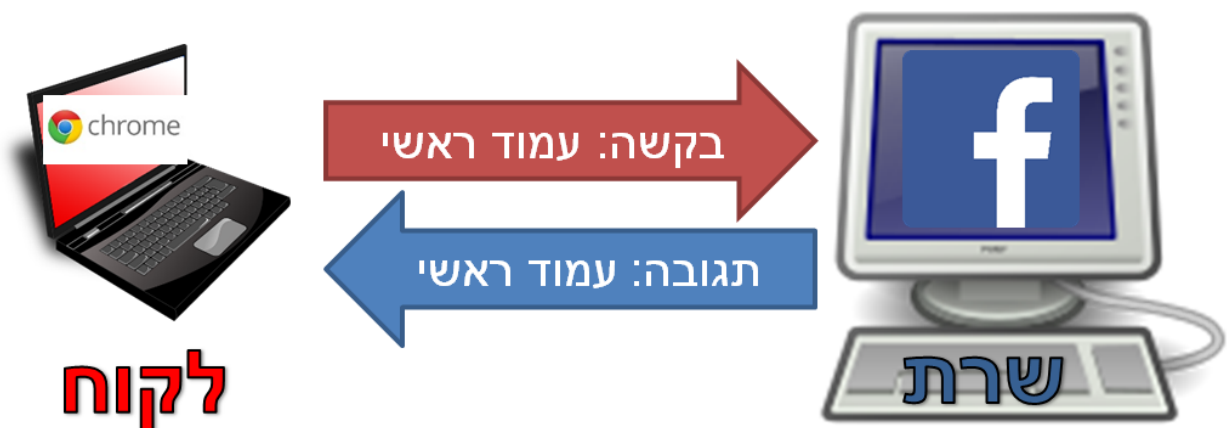 chrome
בקשה: עמוד ראשי
תגובה: עמוד ראשי
לקוח
שרת